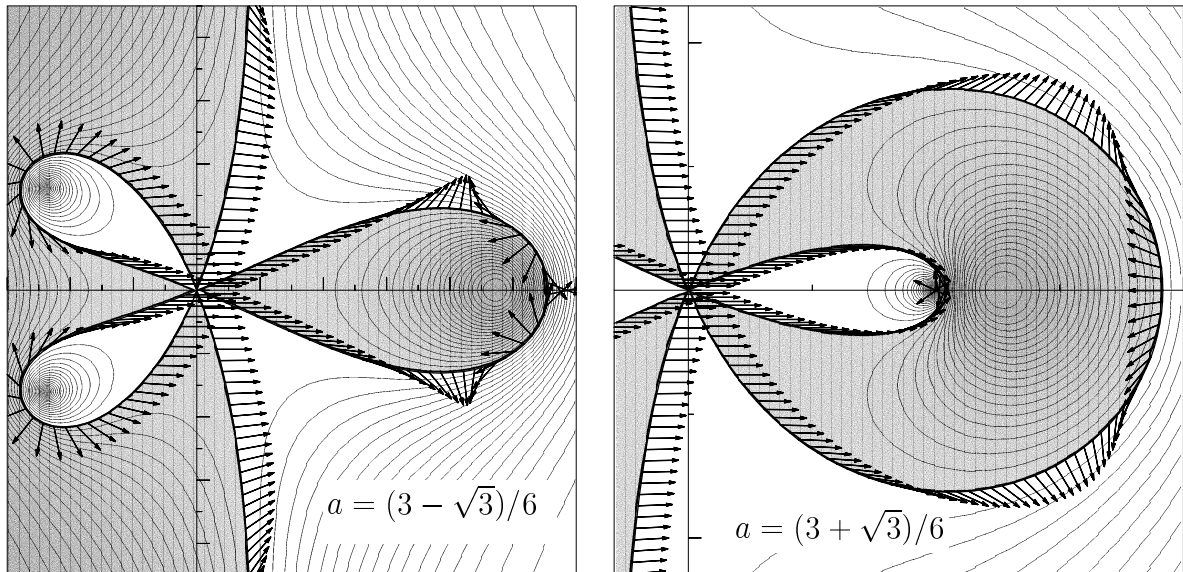 a = (3 − √3)/6
a = (3 + √3)/6